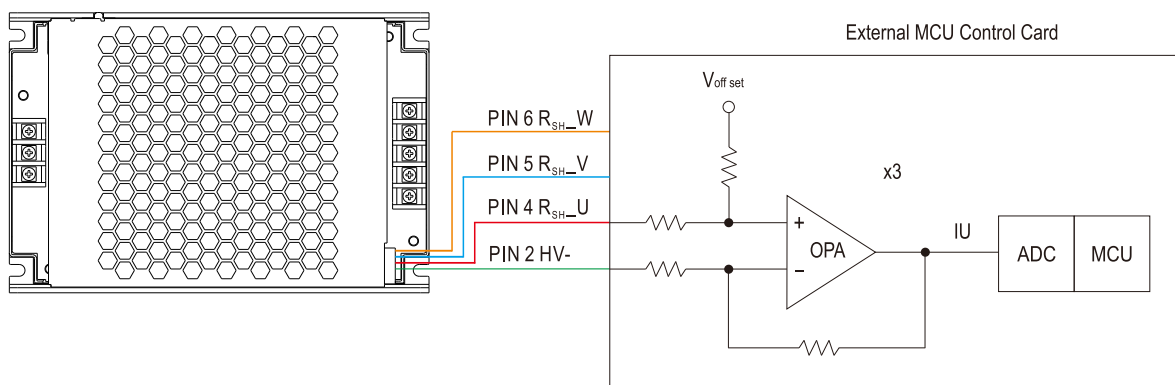 External MCU Control Card
Voff set
PIN 6 RSH_W
PIN 5 RSH_V
x3
PIN 4 RSH_U
+
OPA
IU
ADC
MCU
PIN 2 HV-
−